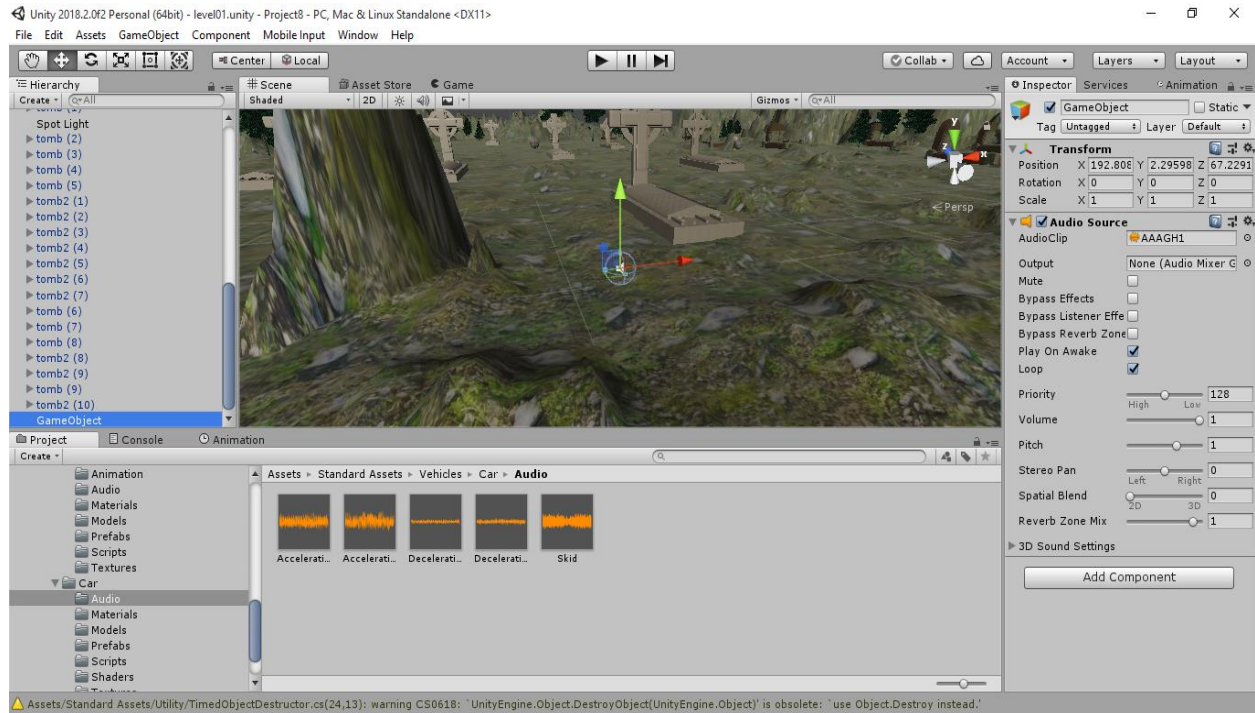 Unity 2018.2.0f2 Personal (64bit) - level01.unity - Project8 - PC, Mac & Linux Standalone <DX11>
File Edit Assets GameObject Component Mobile Input Window Help
Center Local Collab Account Layers Layout
Hierarchy
Create All
tomb (1)
Spot Light
tomb (2)
tomb (3)
tomb (4)
tomb (5)
tomb2 (1)
tomb2 (2)
tomb2 (3)
tomb2 (4)
tomb2 (5)
tomb2 (6)
tomb2 (7)
tomb (6)
tomb (7)
tomb (8)
tomb2 (8)
tomb2 (9)
tomb (9)
tomb2 (10)
GameObject
Scene Asset Store Game
Shaded 2D Gizmos All
y
z x
Persp
Inspector Services Animation
GameObject Static
Tag Untagged Layer Default
Transform
Position X 192.808 Y 2.29598 Z 67.2291
Rotation X 0 Y 0 Z 0
Scale X 1 Y 1 Z 1
Audio Source
AudioClip AAAGH1
Output None (Audio Mixer G
Mute
Bypass Effects
Bypass Listener Effe
Bypass Reverb Zone
Play On Awake
Loop
Priority 128
High Low
Volume 1
Pitch 1
Stereo Pan 0
Left Right
Spatial Blend 0
2D 3D
Reverb Zone Mix 1
3D Sound Settings
Add Component
Project Console Animation
Create
Animation
Audio
Materials
Models
Prefabs
Scripts
Textures
Car
Audio
Materials
Models
Prefabs
Scripts
Shaders
Textures
Assets Standard Assets Vehicles Car Audio
Accelerati... Accelerati... Decelerati... Decelerati... Skid
Assets/Standard Assets/Utility/TimedObjectDestructor.cs(24,13): warning CS0618: `UnityEngine.Object.DestroyObject(UnityEngine.Object)' is obsolete: `use Object.Destroy instead.'